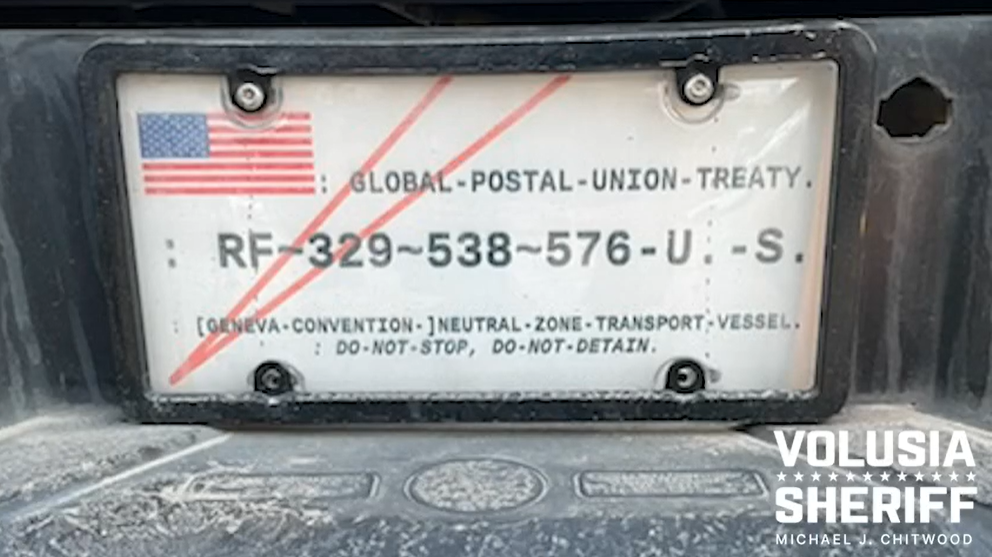 : GLOBAL-POSTAL-UNION-TREATY.
: RF~329~538~576-U. -S.
: [GENEVA-CONVENTION-]NEUTRAL-ZONE-TRANSPORT-VESSEL.
: DO-NOT-STOP, DO-NOT-DETAIN.
VOLUSIA
SHERIFF
MICHAEL J. CHITWOOD